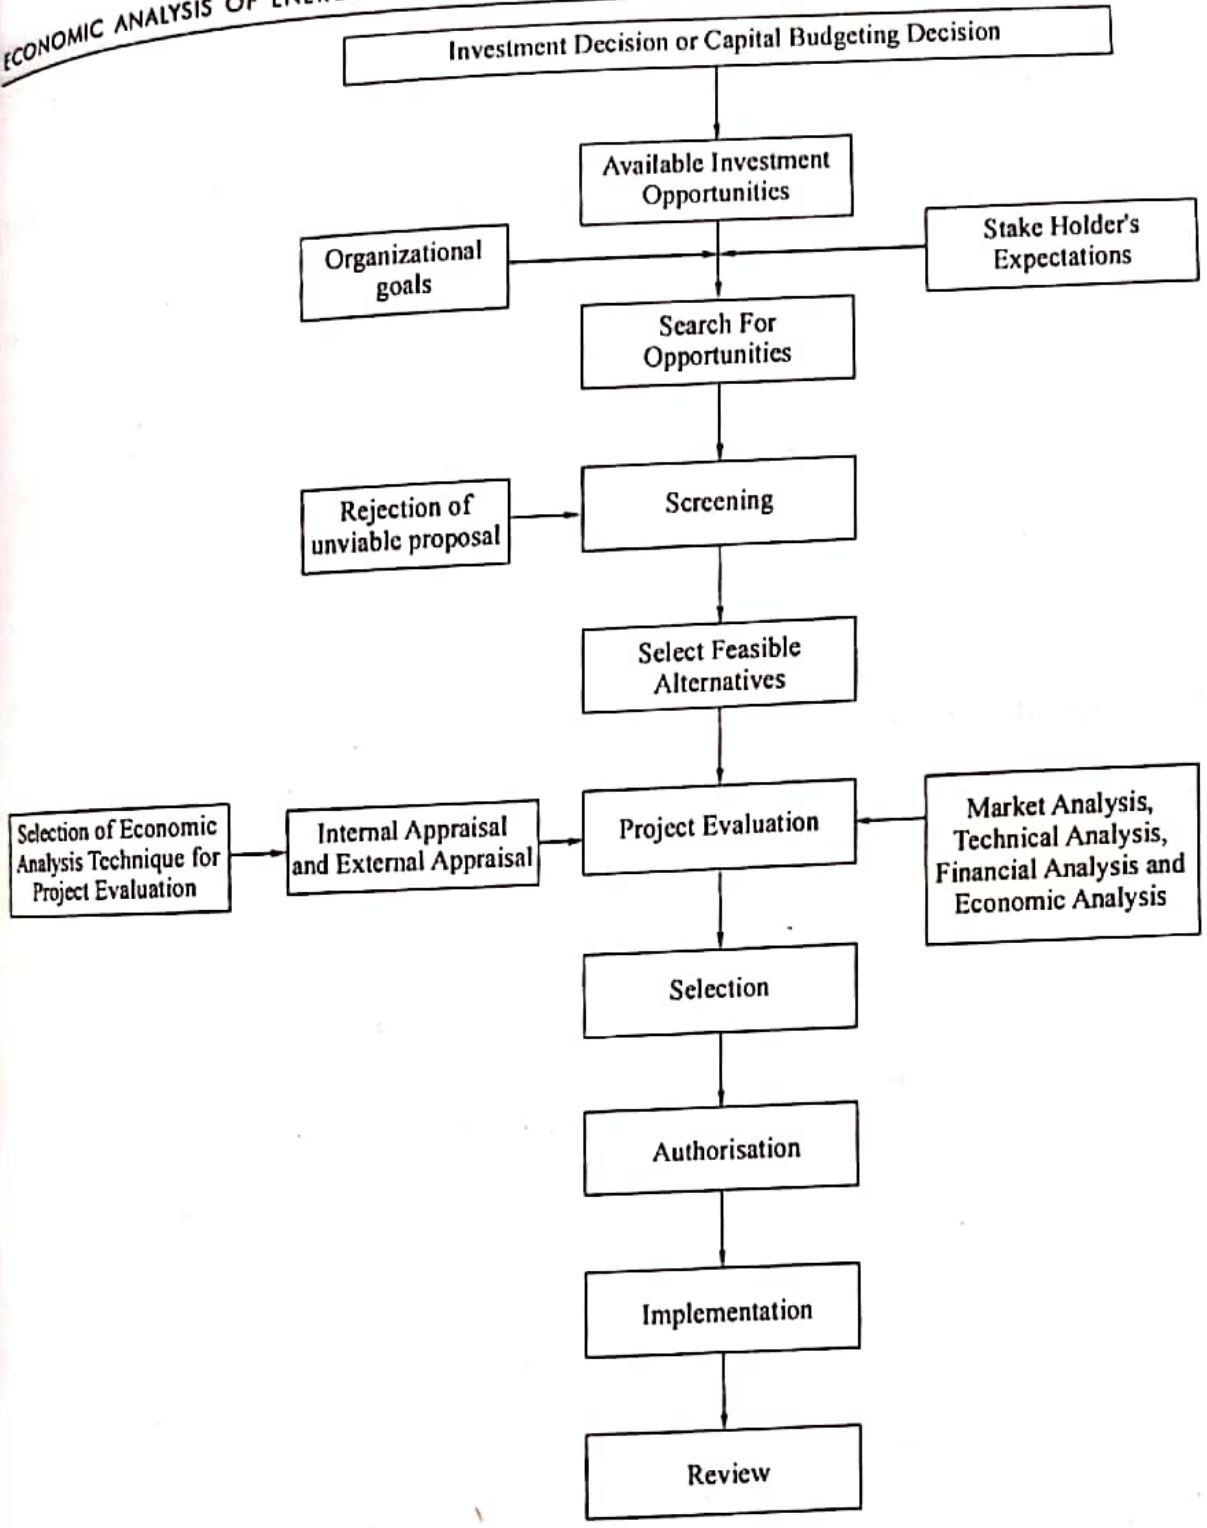 ECONOMIC ANALYSIS OF
Investment Decision or Capital Budgeting Decision
Available Investment
Opportunities
Organizational
goals
Stake Holder's
Expectations
Search For
Opportunities
Rejection of
unviable proposal
Screening
Select Feasible
Alternatives
Selection of Economic
Analysis Technique for
Project Evaluation
Internal Appraisal
and External Appraisal
Project Evaluation
Market Analysis,
Technical Analysis,
Financial Analysis and
Economic Analysis
Selection
Authorisation
Implementation
Review